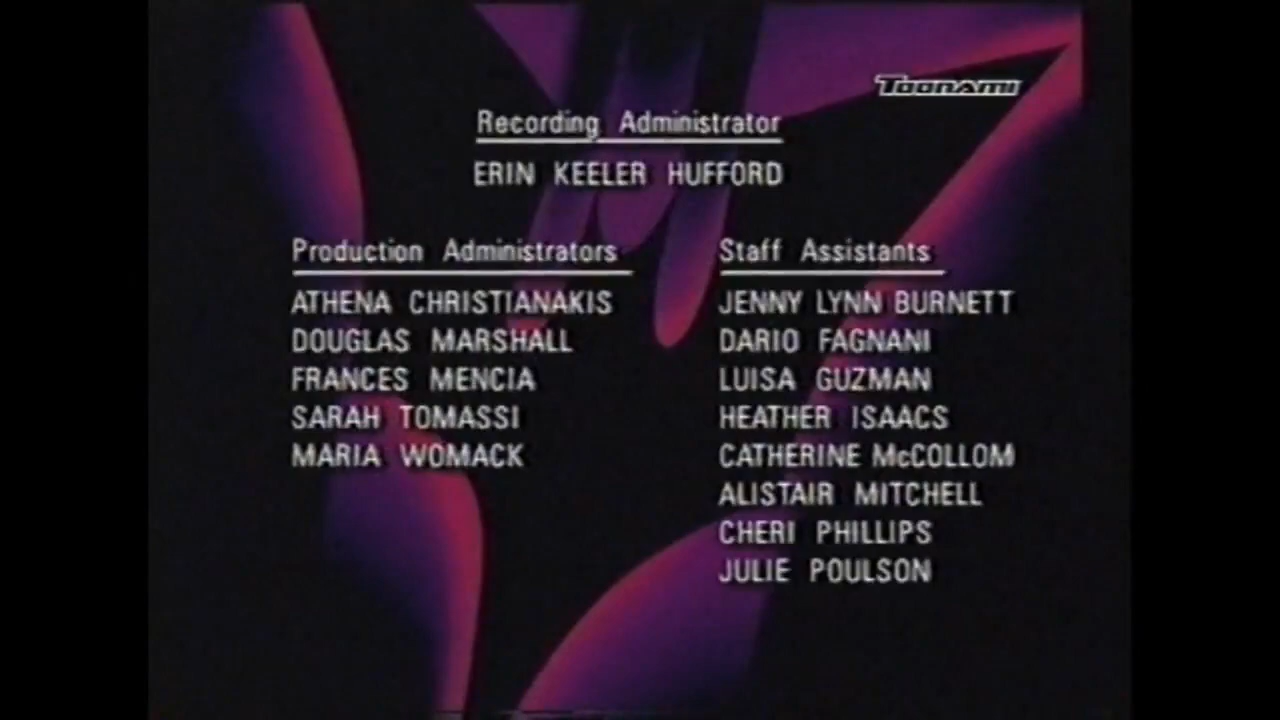 Toonami
Recording Administrator
ERIN KEELER HUFFORD
Production Administrators
ATHENA CHRISTIANAKIS
DOUGLAS MARSHALL
FRANCES MENCIA
SARAH TOMASSI
MARIA WOMACK
Staff Assistants
JENNY LYNN BURNETT
DARIO FAGNANI
LUISA GUZMAN
HEATHER ISAACS
CATHERINE McCOLLOM
ALISTAIR MITCHELL
CHERI PHILLIPS
JULIE POULSON